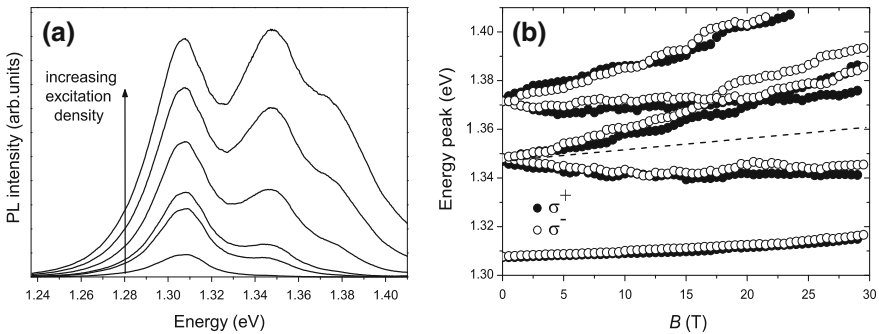 (a)
increasing
excitation
density
PL intensity (arb.units)
1.24 1.26 1.28 1.30 1.32 1.34 1.36 1.38 1.40
Energy (eV)
(b)
Energy peak (eV)
1.40
1.38
1.36
1.34
1.32
1.30
σ+
σ-
0 5 10 15 20 25 30
B (T)